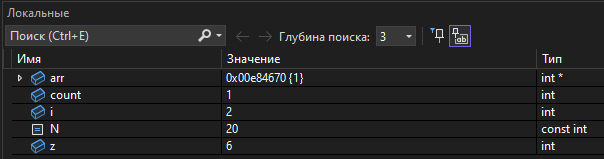 Локальные
Поиск (Ctrl+E) Глубина поиска: 3
Имя Значение Тип
arr 0x00e84670 {1} int *
count 1 int
i 2 int
N 20 const int
z 6 int